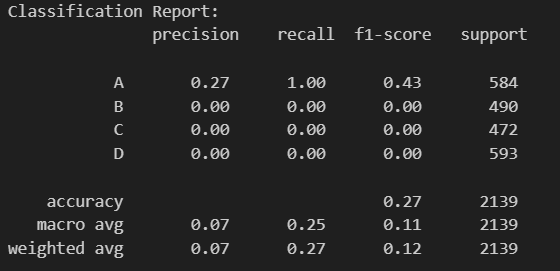 Classification Report:
precision recall f1-score support
A 0.27 1.00 0.43 584
B 0.00 0.00 0.00 490
C 0.00 0.00 0.00 472
D 0.00 0.00 0.00 593
accuracy 0.27 2139
macro avg 0.07 0.25 0.11 2139
weighted avg 0.07 0.27 0.12 2139